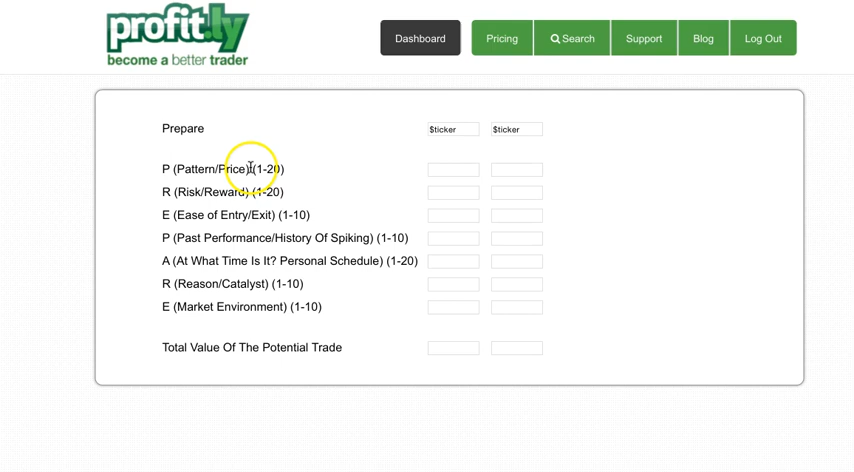 profit.ly
become a better trader
Dashboard
Pricing
Search
Support
Blog
Log Out
Prepare
$ticker
$ticker
P (Pattern/Price) (1-20)
R (Risk/Reward) (1-20)
E (Ease of Entry/Exit) (1-10)
P (Past Performance/History Of Spiking) (1-10)
A (At What Time Is It? Personal Schedule) (1-20)
R (Reason/Catalyst) (1-10)
E (Market Environment) (1-10)
Total Value Of The Potential Trade